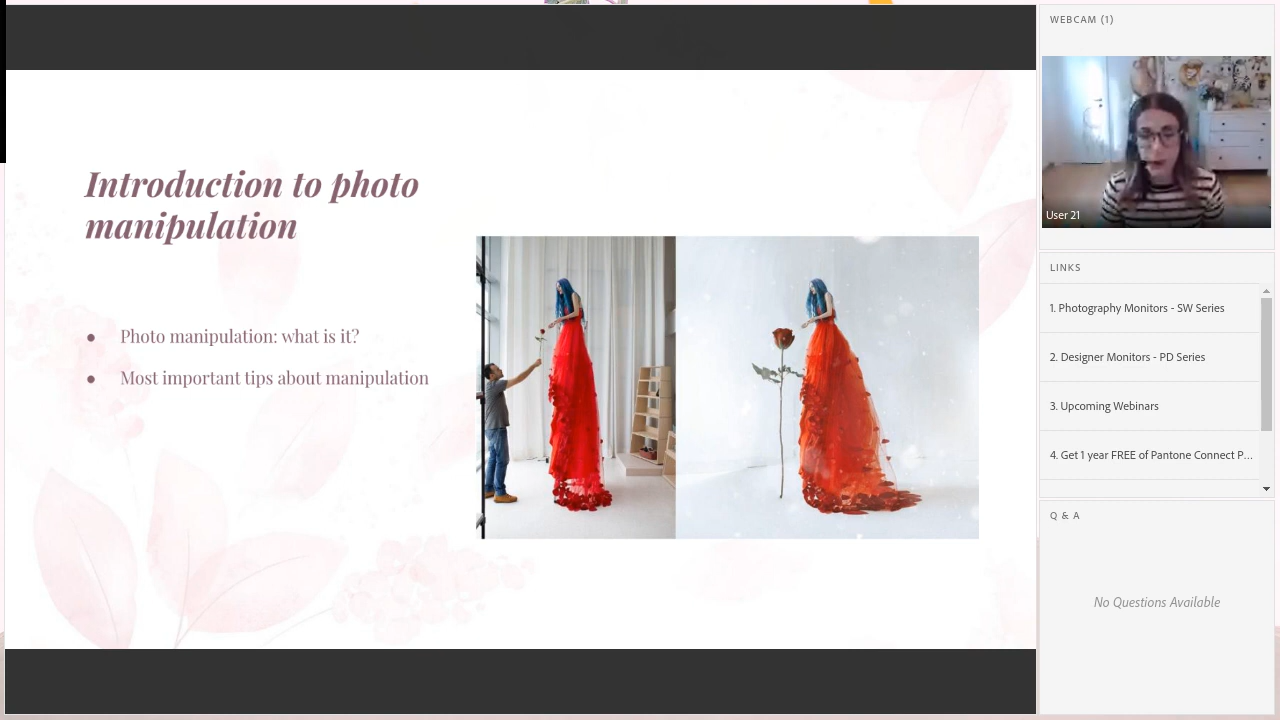 Introduction to photo
manipulation
● Photo manipulation: what is it?
● Most important tips about manipulation
WEBCAM (1)
User 21
LINKS
1. Photography Monitors - SW Series
2. Designer Monitors - PD Series
3. Upcoming Webinars
4. Get 1 year FREE of Pantone Connect P...
Q & A
No Questions Available